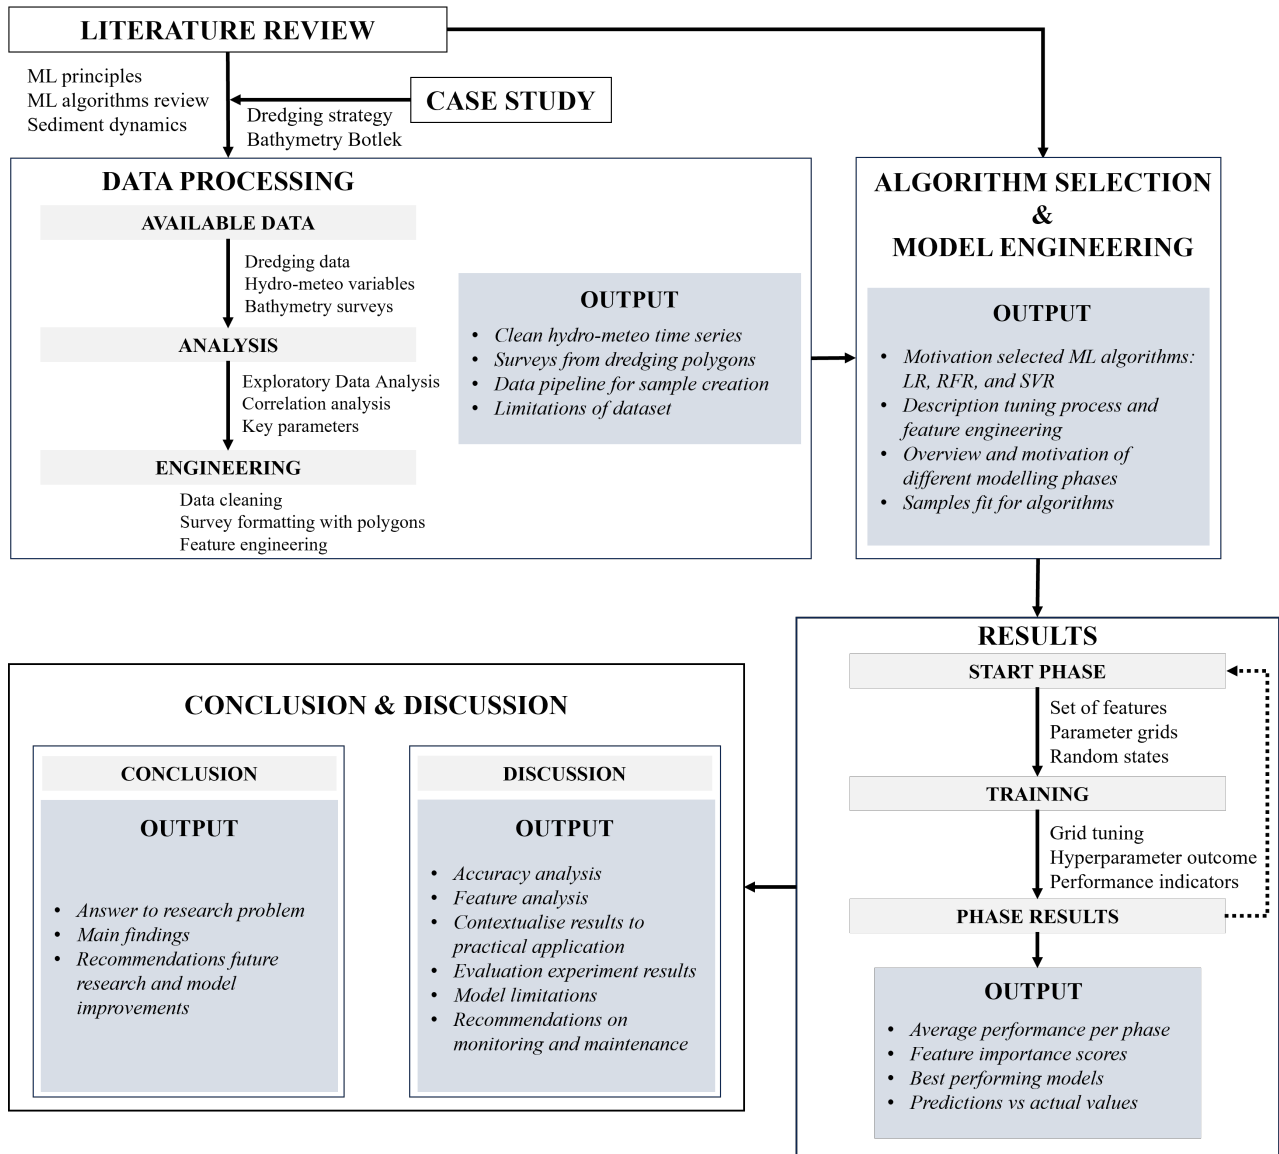 LITERATURE REVIEW
ML principles
ML algorithms review
Sediment dynamics
CASE STUDY
Dredging strategy
Bathymetry Botlek
DATA PROCESSING
AVAILABLE DATA
Dredging data
Hydro-meteo variables
Bathymetry surveys
ANALYSIS
Exploratory Data Analysis
Correlation analysis
Key parameters
ENGINEERING
Data cleaning
Survey formatting with polygons
Feature engineering
OUTPUT
• Clean hydro-meteo time series
• Surveys from dredging polygons
• Data pipeline for sample creation
• Limitations of dataset
ALGORITHM SELECTION
&
MODEL ENGINEERING
OUTPUT
• Motivation selected ML algorithms:
LR, RFR, and SVR
• Description tuning process and
feature engineering
• Overview and motivation of
different modelling phases
• Samples fit for algorithms
RESULTS
START PHASE
Set of features
Parameter grids
Random states
TRAINING
Grid tuning
Hyperparameter outcome
Performance indicators
PHASE RESULTS
OUTPUT
• Average performance per phase
• Feature importance scores
• Best performing models
• Predictions vs actual values
CONCLUSION & DISCUSSION
CONCLUSION
OUTPUT
• Answer to research problem
• Main findings
• Recommendations future
research and model
improvements
DISCUSSION
OUTPUT
• Accuracy analysis
• Feature analysis
• Contextualise results to
practical application
• Evaluation experiment results
• Model limitations
• Recommendations on
monitoring and maintenance